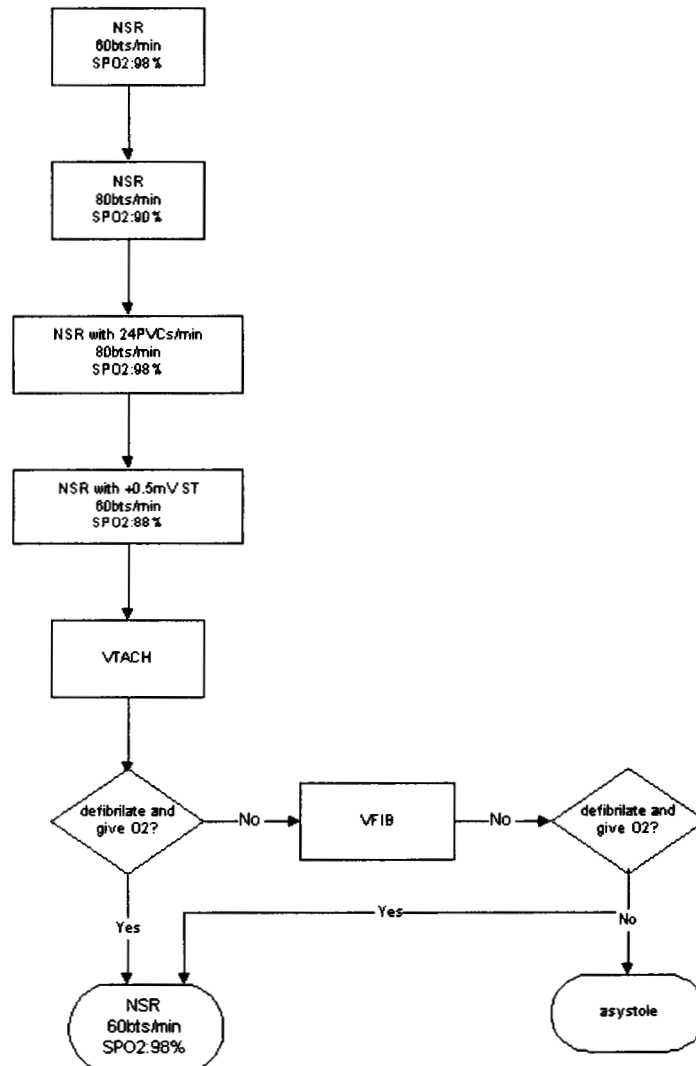 NSR
60bts/min
SPO2:98%
NSR
80bts/min
SPO2:90%
NSR with 24PVCs/min
80bts/min
SPO2:98%
NSR with +0.5mV ST
60bts/min
SPO2:88%
VTACH
defibrilate and
give O2?
No
VFIB
No
defibrilate and
give O2?
Yes
Yes
No
NSR
60bts/min
SPO2:98%
asystole